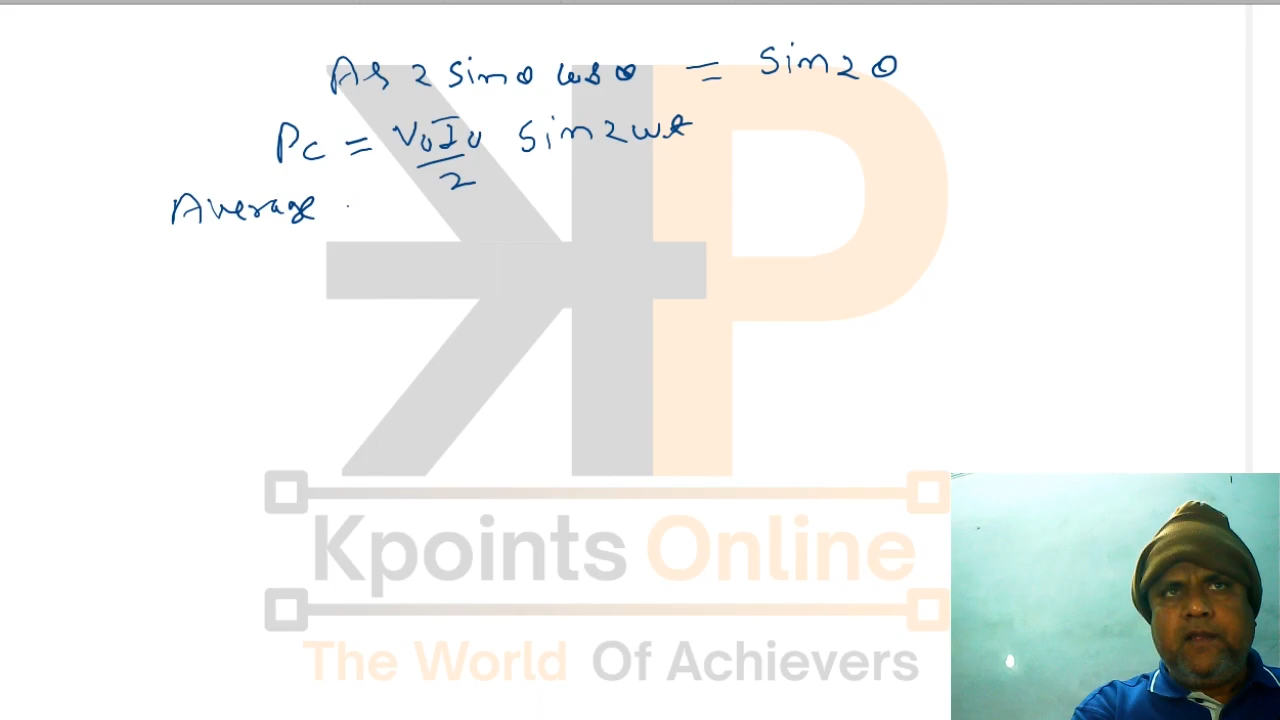 As 2 sinθ cosθ = sin2θ
Pc = V₀I₀/2 sin2ωt
Average
Kpoints Online
The World Of Achievers